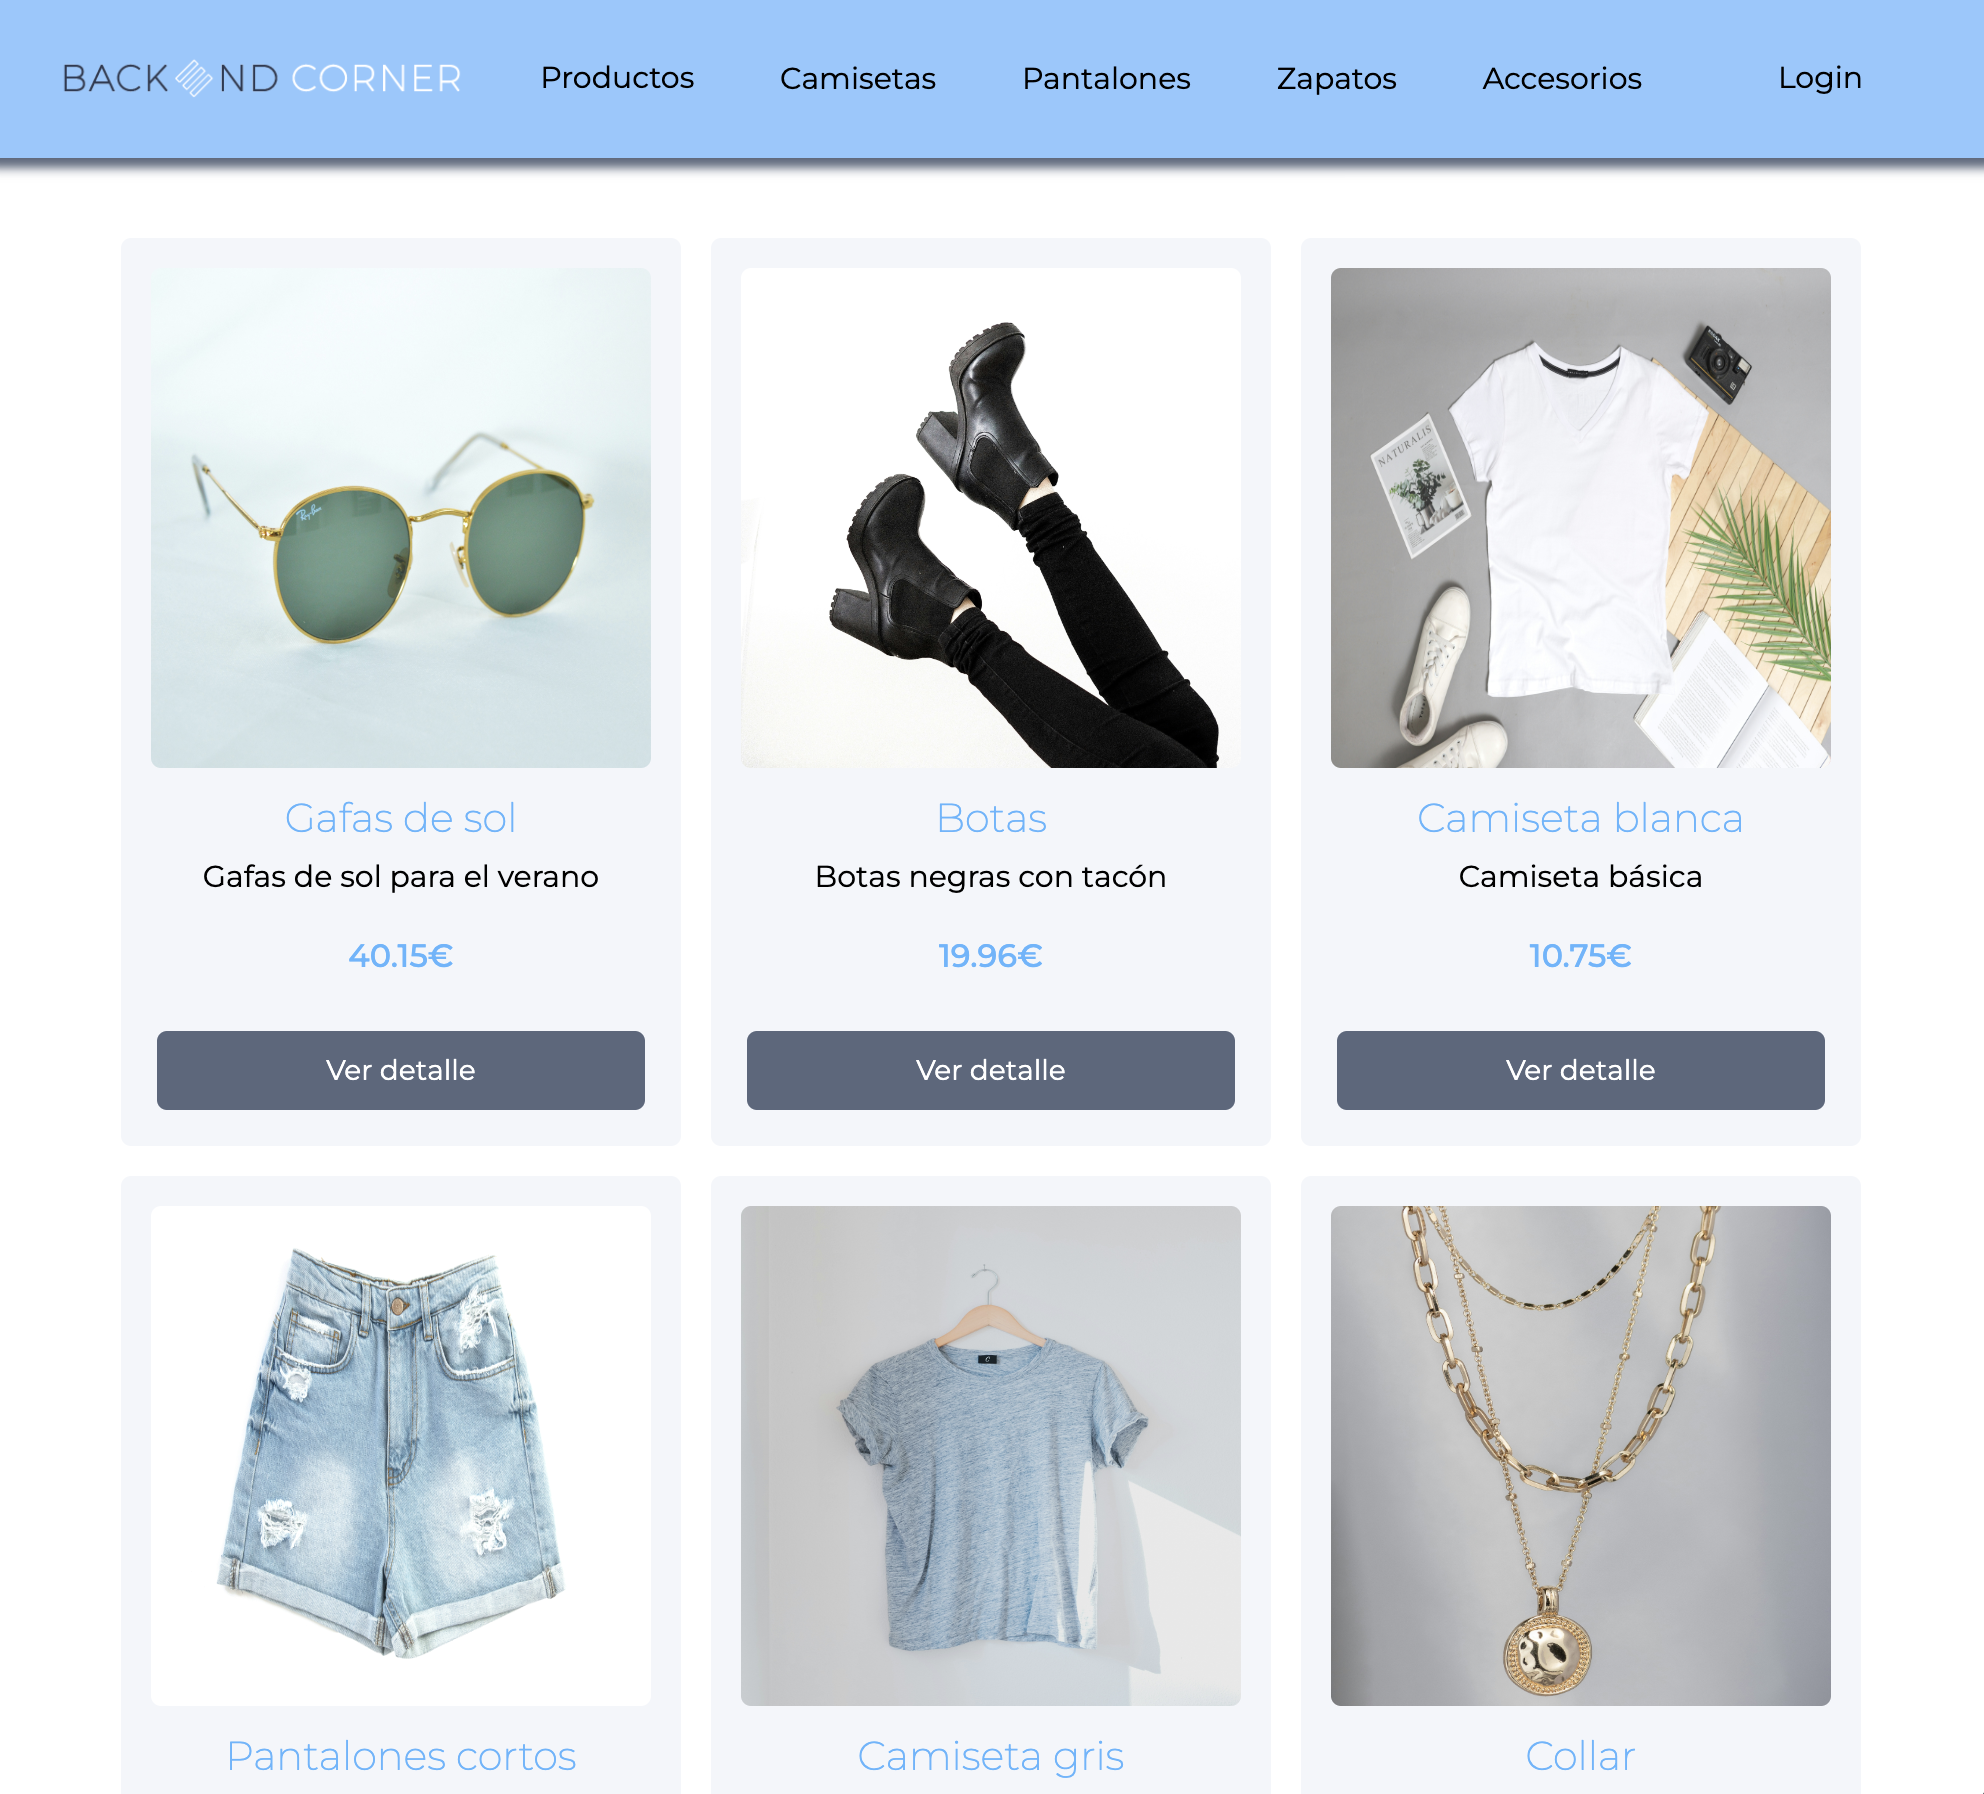 BACK ND CORNER
Productos
Camisetas
Pantalones
Zapatos
Accesorios
Login
Ray-Ban
NATURALIS
Gafas de sol
Botas
Camiseta blanca
Gafas de sol para el verano
Botas negras con tacón
Camiseta básica
40.15€
19.96€
10.75€
Ver detalle
Ver detalle
Ver detalle
Pantalones cortos
Camiseta gris
Collar